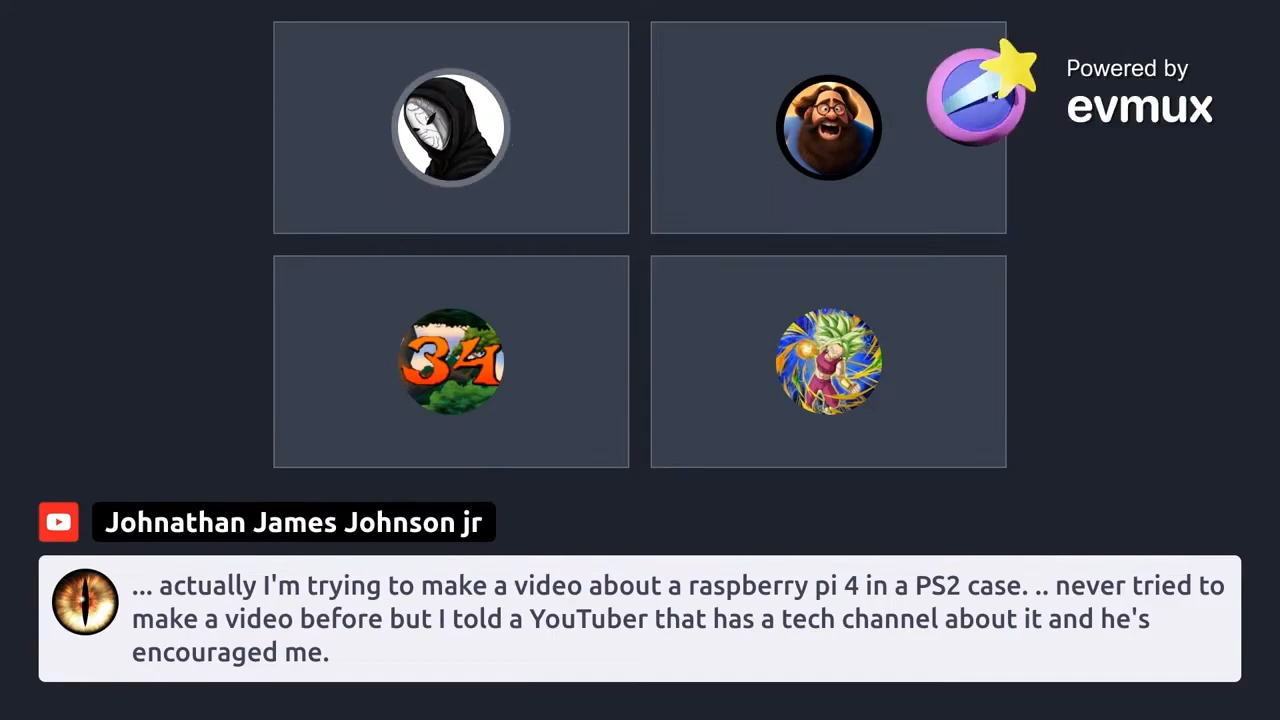 Powered by
evmux
34
Johnathan James Johnson jr
... actually I'm trying to make a video about a raspberry pi 4 in a PS2 case. .. never tried to
make a video before but I told a YouTuber that has a tech channel about it and he's
encouraged me.